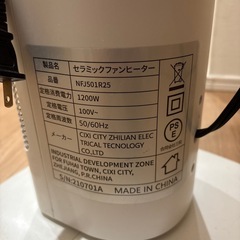 製品名 セラミックファンヒーター
品番 NFJ501R25
定格消費電力 1200W
定格電圧 100V~
定格周波数 50/60Hz
メーカー CIXI CITY ZHILIAN ELEC
TRICAL TECHNOLOGY
CO.,LTD
INDUSTRIAL DEVELOPMENT ZONE
FOR FUHAI TOWN, CIXI CITY,
ZHEJIANG, P.R.CHINA
S/N:210701A MADE IN CHINA
PS
E